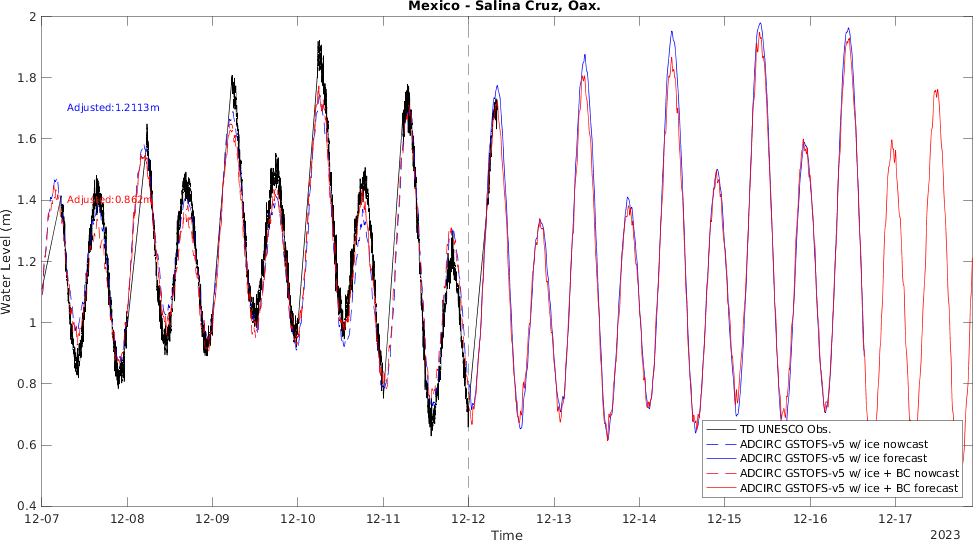 Mexico - Salina Cruz, Oax.
2
1.8
1.6
1.4
1.2
1
0.8
0.6
0.4
Water Level (m)
Adjusted:1.2113m
Adjusted:0.862m
TD UNESCO Obs.
ADCIRC GSTOFS-v5 w/ ice nowcast
ADCIRC GSTOFS-v5 w/ ice forecast
ADCIRC GSTOFS-v5 w/ ice + BC nowcast
ADCIRC GSTOFS-v5 w/ ice + BC forecast
12-07 12-08 12-09 12-10 12-11 12-12 12-13 12-14 12-15 12-16 12-17
Time
2023